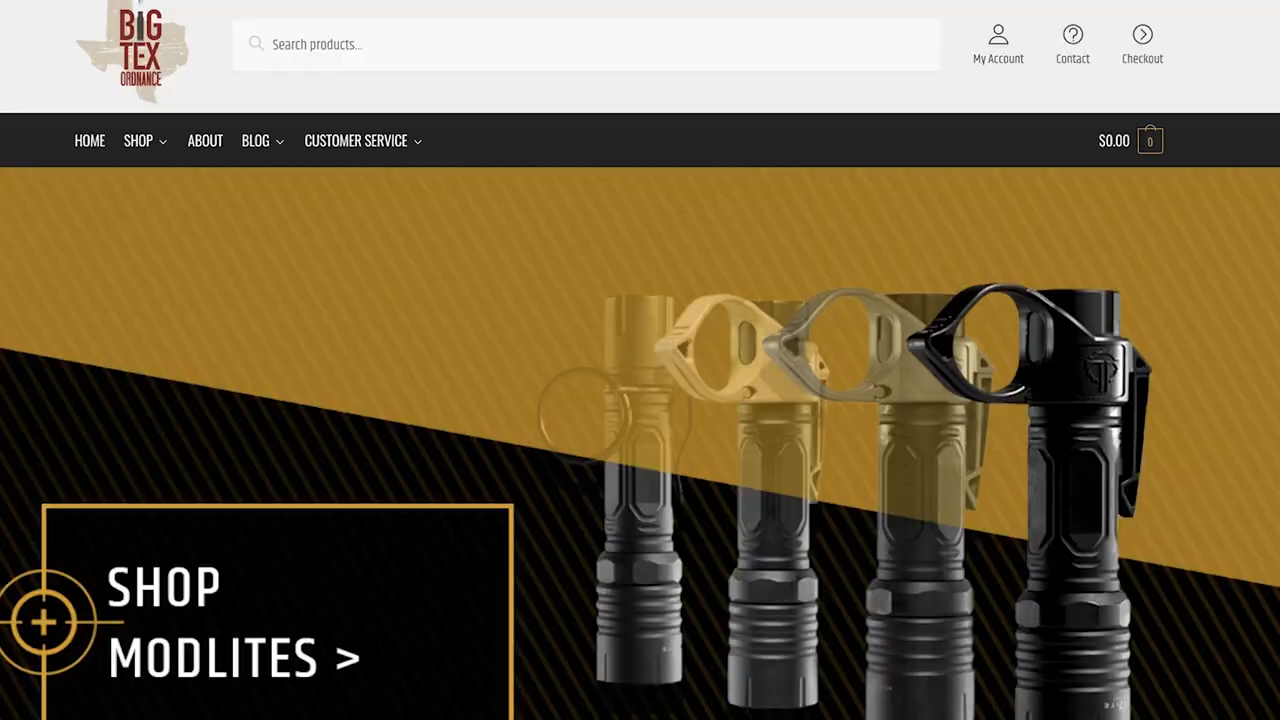 BIG
TEX
ORDNANCE
Search products...
My Account
Contact
Checkout
HOME
SHOP
ABOUT
BLOG
CUSTOMER SERVICE
$0.00
0
SHOP
MODLITES >